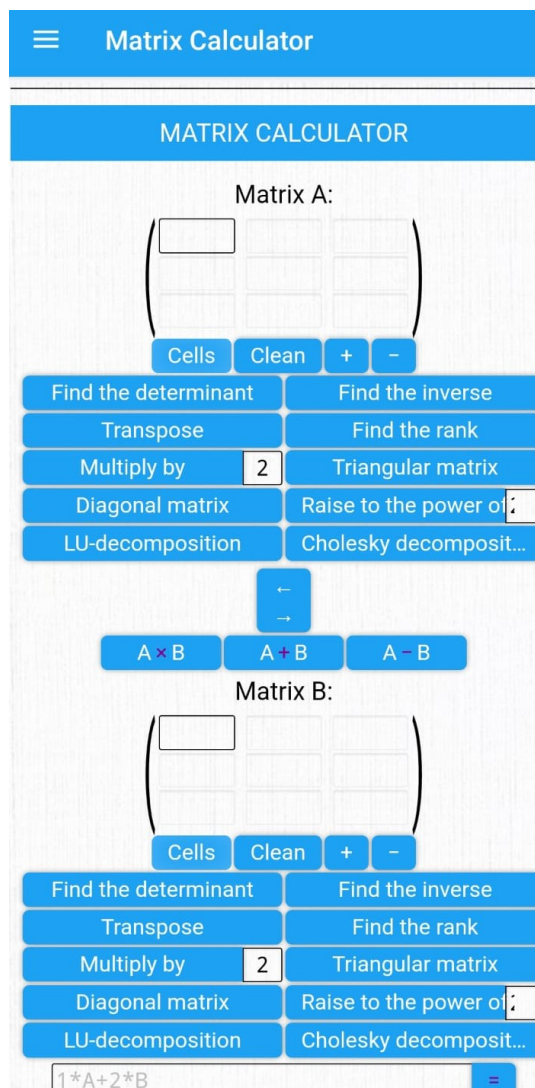 Matrix Calculator
MATRIX CALCULATOR
Matrix A:
Cells Clean + −
Find the determinant Find the inverse
Transpose Find the rank
Multiply by 2 Triangular matrix
Diagonal matrix Raise to the power of
LU-decomposition Cholesky decomposit...
←
→
A × B A + B A − B
Matrix B:
Cells Clean + −
Find the determinant Find the inverse
Transpose Find the rank
Multiply by 2 Triangular matrix
Diagonal matrix Raise to the power of
LU-decomposition Cholesky decomposit...
1*A+2*B =